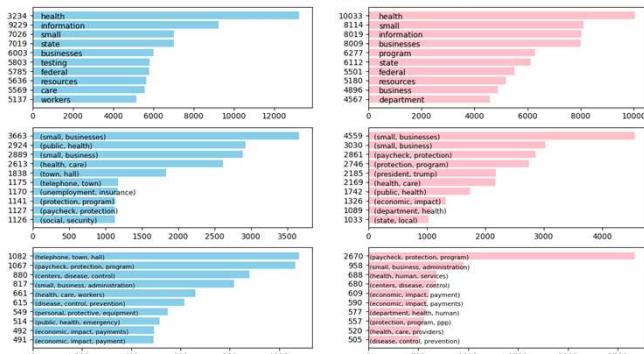 3234 health
9229 information
7026 small
7019 state
6003 businesses
5803 testing
5785 federal
5636 resources
5569 care
5137 workers
0 2000 4000 6000 8000 10000 12000
10033 health
8114 small
8019 information
8009 businesses
6277 program
6112 state
5501 federal
5180 resources
4896 business
4567 department
0 2000 4000 6000 8000
3663 (small, businesses)
2924 (public, health)
2889 (small, business)
2613 (health, care)
1838 (town, hall)
1175 (telephone, town)
1170 (unemployment, insurance)
1141 (protection, program)
1127 (paycheck, protection)
1126 (social, security)
0 500 1000 1500 2000 2500 3000 3500
4559 (small, businesses)
3030 (small, business)
2861 (paycheck, protection)
2746 (protection, program)
2185 (president, trump)
2169 (health, care)
1742 (public, health)
1326 (economic, impact)
1089 (department, health)
1033 (state, local)
0 1000 2000 3000 4000
1082 (telephone, town, hall)
1067 (paycheck, protection, program)
880 (centers, disease, control)
817 (small, business, administration)
661 (health, care, workers)
615 (disease, control, prevention)
549 (personal, protective, equipment)
514 (public, health, emergency)
492 (economic, impact, payments)
491 (economic, impact, payment)
2670 (paycheck, protection, program)
958 (small, business, administration)
688 (health, human, services)
680 (centers, disease, control)
609 (economic, impact, payment)
590 (economic, impact, payments)
577 (department, health, human)
557 (protection, program, ppp)
520 (health, care, providers)
505 (disease, control, prevention)